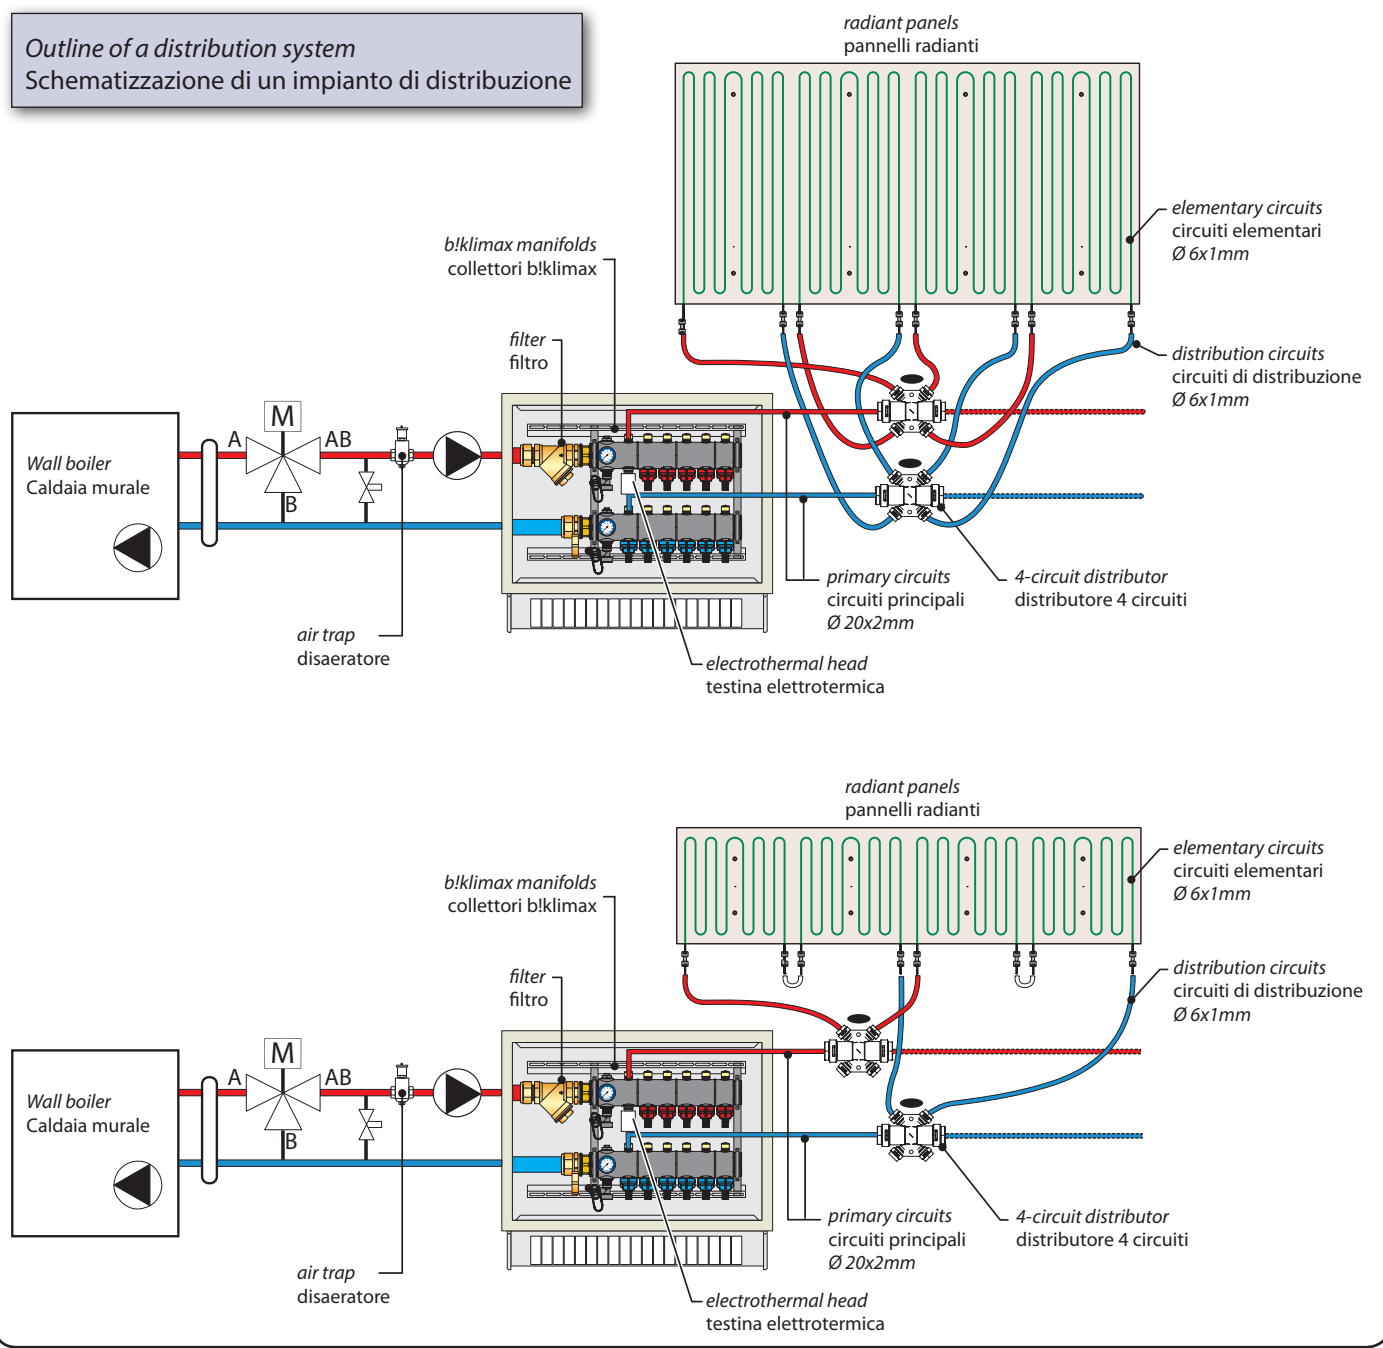 Outline of a distribution system
Schematizzazione di un impianto di distribuzione
radiant panels
pannelli radianti
elementary circuits
circuiti elementari
Ø 6x1mm
b!klimax manifolds
collettori b!klimax
filter
filtro
distribution circuits
circuiti di distribuzione
Ø 6x1mm
M
A
AB
B
Wall boiler
Caldaia murale
primary circuits
circuiti principali
Ø 20x2mm
4-circuit distributor
distributore 4 circuiti
air trap
disaeratore
electrothermal head
testina elettrotermica
radiant panels
pannelli radianti
elementary circuits
circuiti elementari
Ø 6x1mm
b!klimax manifolds
collettori b!klimax
filter
filtro
distribution circuits
circuiti di distribuzione
Ø 6x1mm
M
A
AB
B
Wall boiler
Caldaia murale
primary circuits
circuiti principali
Ø 20x2mm
4-circuit distributor
distributore 4 circuiti
air trap
disaeratore
electrothermal head
testina elettrotermica